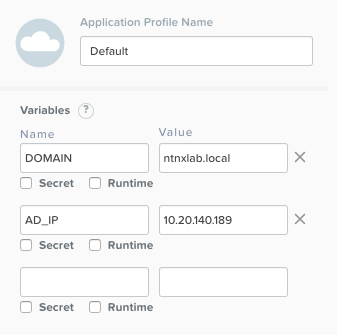 Application Profile Name
Default
Variables ?
Name Value
DOMAIN ntnxlab.local
Secret Runtime
AD_IP 10.20.140.189
Secret Runtime
Secret Runtime